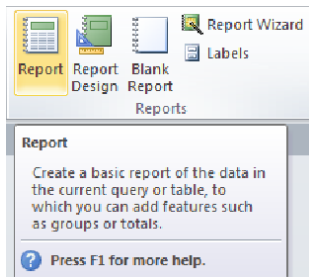 Report Wizard
Labels
Report Report Blank
Design Report
Reports
Report
Create a basic report of the data in
the current query or table, to
which you can add features such
as groups or totals.
Press F1 for more help.